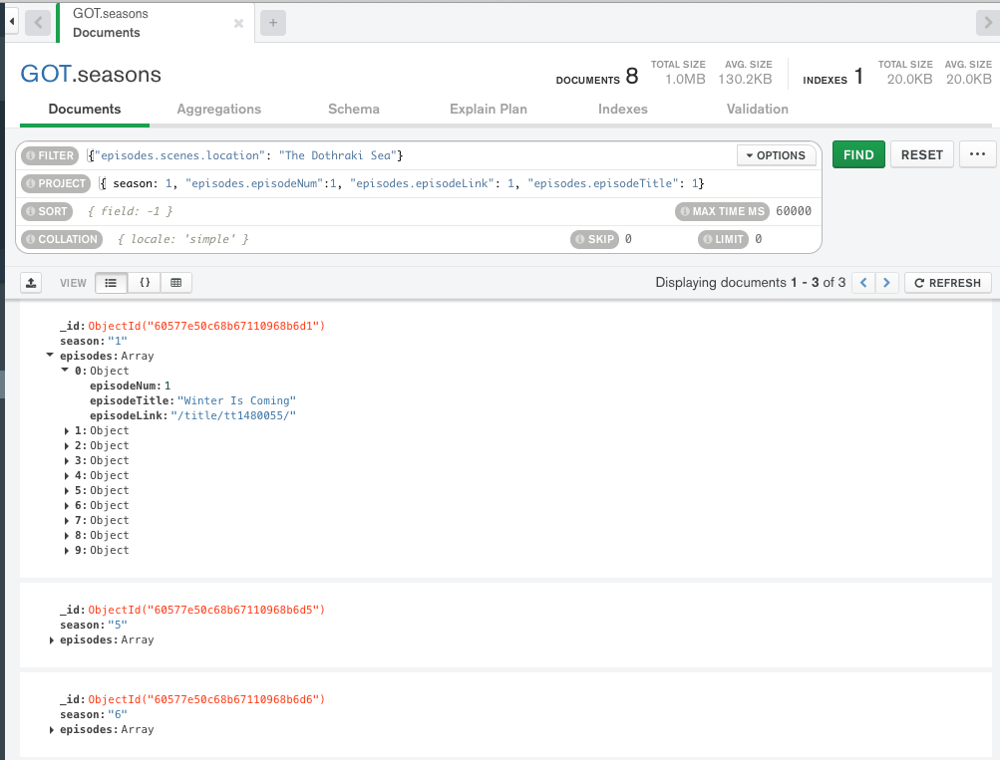 GOT.seasons
Documents
GOT.seasons
DOCUMENTS 8 TOTAL SIZE 1.0MB AVG. SIZE 130.2KB INDEXES 1 TOTAL SIZE 20.0KB AVG. SIZE 20.0KB
Documents Aggregations Schema Explain Plan Indexes Validation
FILTER {"episodes.scenes.location": "The Dothraki Sea"} OPTIONS FIND RESET ...
PROJECT { season: 1, "episodes.episodeNum":1, "episodes.episodeLink": 1, "episodes.episodeTitle": 1}
SORT { field: -1 } MAX TIME MS 60000
COLLATION { locale: 'simple' } SKIP 0 LIMIT 0
VIEW {} Displaying documents 1 - 3 of 3 < > REFRESH
_id: ObjectId("60577e50c68b67110968b6d1")
season: "1"
episodes: Array
0: Object
episodeNum: 1
episodeTitle: "Winter Is Coming"
episodeLink: "/title/tt1480055/"
1: Object
2: Object
3: Object
4: Object
5: Object
6: Object
7: Object
8: Object
9: Object
_id: ObjectId("60577e50c68b67110968b6d5")
season: "5"
episodes: Array
_id: ObjectId("60577e50c68b67110968b6d6")
season: "6"
episodes: Array